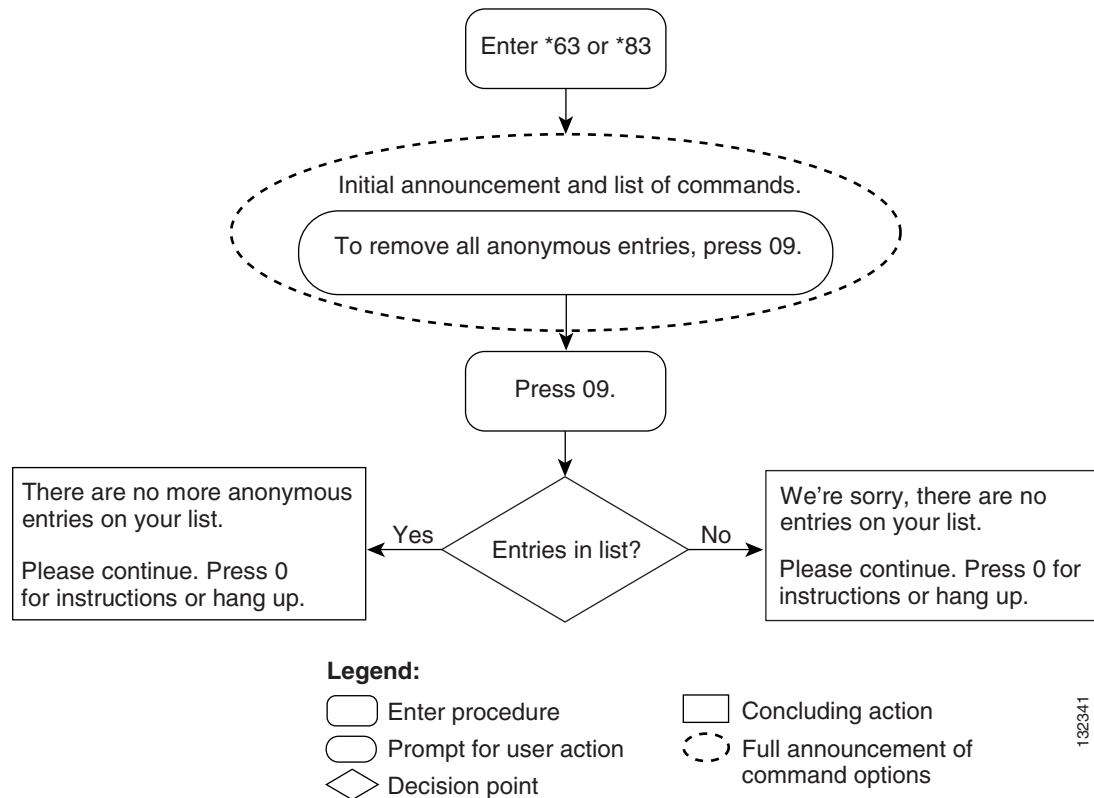 Enter *63 or *83
Initial announcement and list of commands.
To remove all anonymous entries, press 09.
Press 09.
There are no more anonymous
entries on your list.
Please continue. Press 0
for instructions or hang up.
Yes
Entries in list?
No
We're sorry, there are no
entries on your list.
Please continue. Press 0 for
instructions or hang up.
Legend:
Enter procedure
Prompt for user action
Decision point
Concluding action
Full announcement of
command options
132341